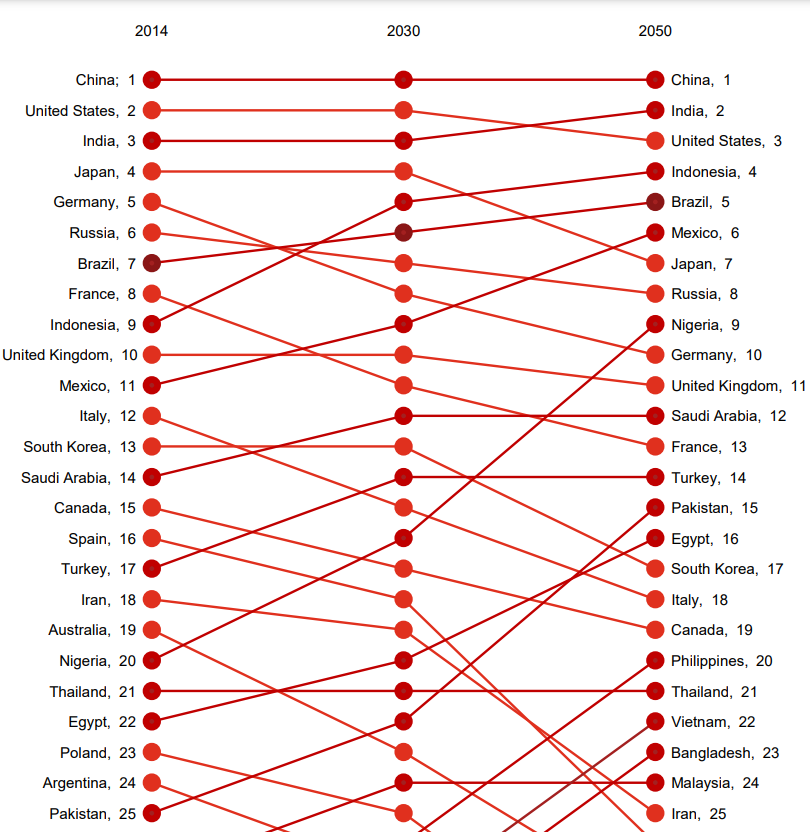 2014 2030 2050
China; 1 China, 1
United States, 2 India, 2
India, 3 United States, 3
Japan, 4 Indonesia, 4
Germany, 5 Brazil, 5
Russia, 6 Mexico, 6
Brazil, 7 Japan, 7
France, 8 Russia, 8
Indonesia, 9 Nigeria, 9
United Kingdom, 10 Germany, 10
Mexico, 11 United Kingdom, 11
Italy, 12 Saudi Arabia, 12
South Korea, 13 France, 13
Saudi Arabia, 14 Turkey, 14
Canada, 15 Pakistan, 15
Spain, 16 Egypt, 16
Turkey, 17 South Korea, 17
Iran, 18 Italy, 18
Australia, 19 Canada, 19
Nigeria, 20 Philippines, 20
Thailand, 21 Thailand, 21
Egypt, 22 Vietnam, 22
Poland, 23 Bangladesh, 23
Argentina, 24 Malaysia, 24
Pakistan, 25 Iran, 25